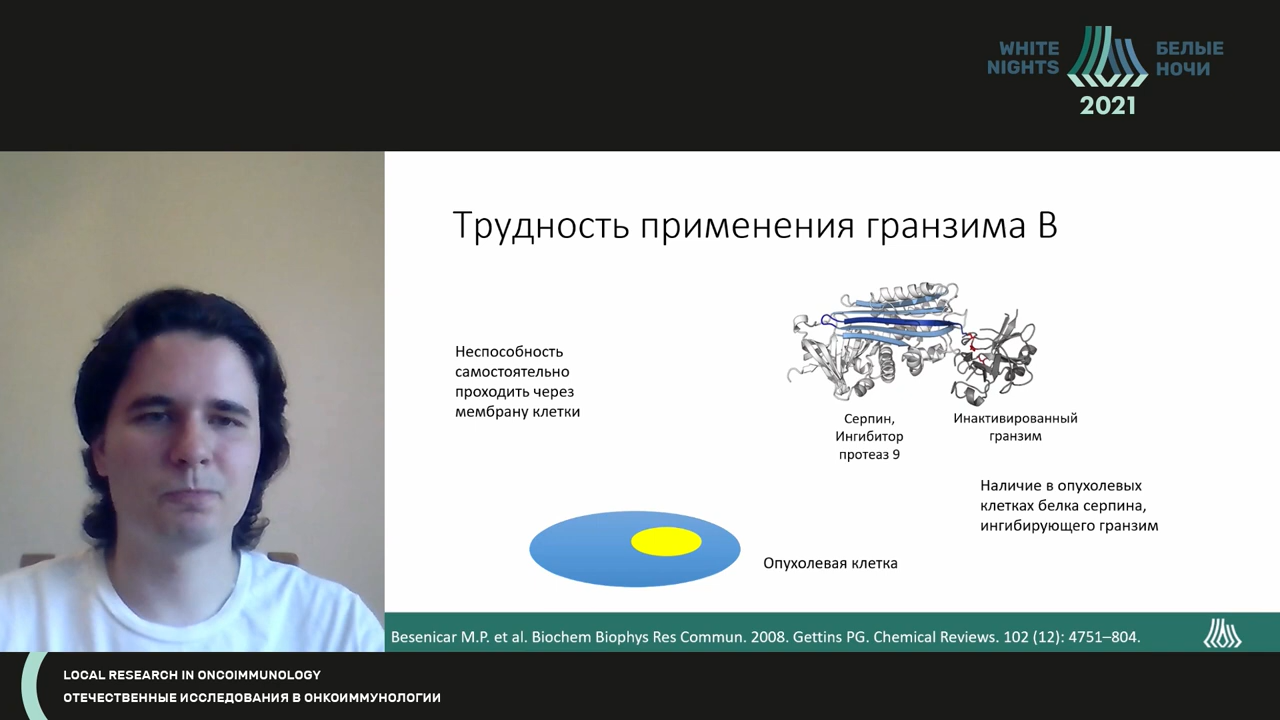 WHITE
NIGHTS
БЕЛЫЕ
НОЧИ
2021
Трудность применения гранзима В
Неспособность
самостоятельно
проходить через
мембрану клетки
Серпин,
Ингибитор
протеаз 9
Инактивированный
гранзим
Наличие в опухолевых
клетках белка серпина,
ингибирующего гранзим
Опухолевая клетка
Besenicar M.P. et al. Biochem Biophys Res Commun. 2008. Gettins PG. Chemical Reviews. 102 (12): 4751–804.
LOCAL RESEARCH IN ONCOIMMUNOLOGY
ОТЕЧЕСТВЕННЫЕ ИССЛЕДОВАНИЯ В ОНКОИММУНОЛОГИИ